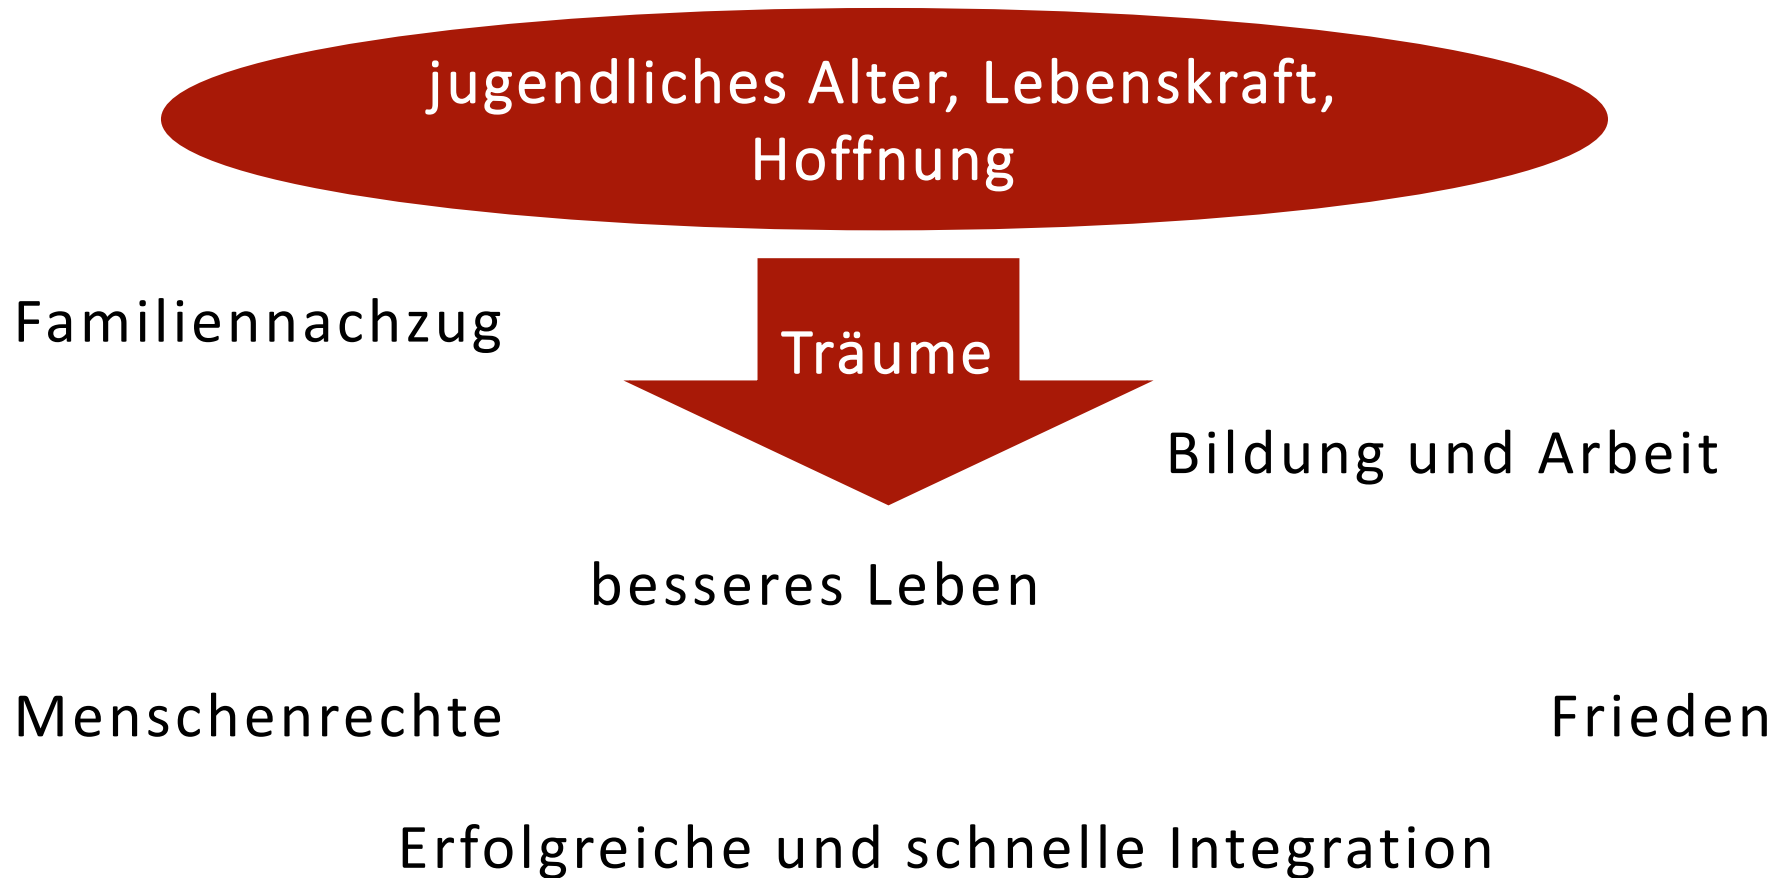 jugendliches Alter, Lebenskraft,
Hoffnung
Familiennachzug
Träume
Bildung und Arbeit
besseres Leben
Menschenrechte
Frieden
Erfolgreiche und schnelle Integration